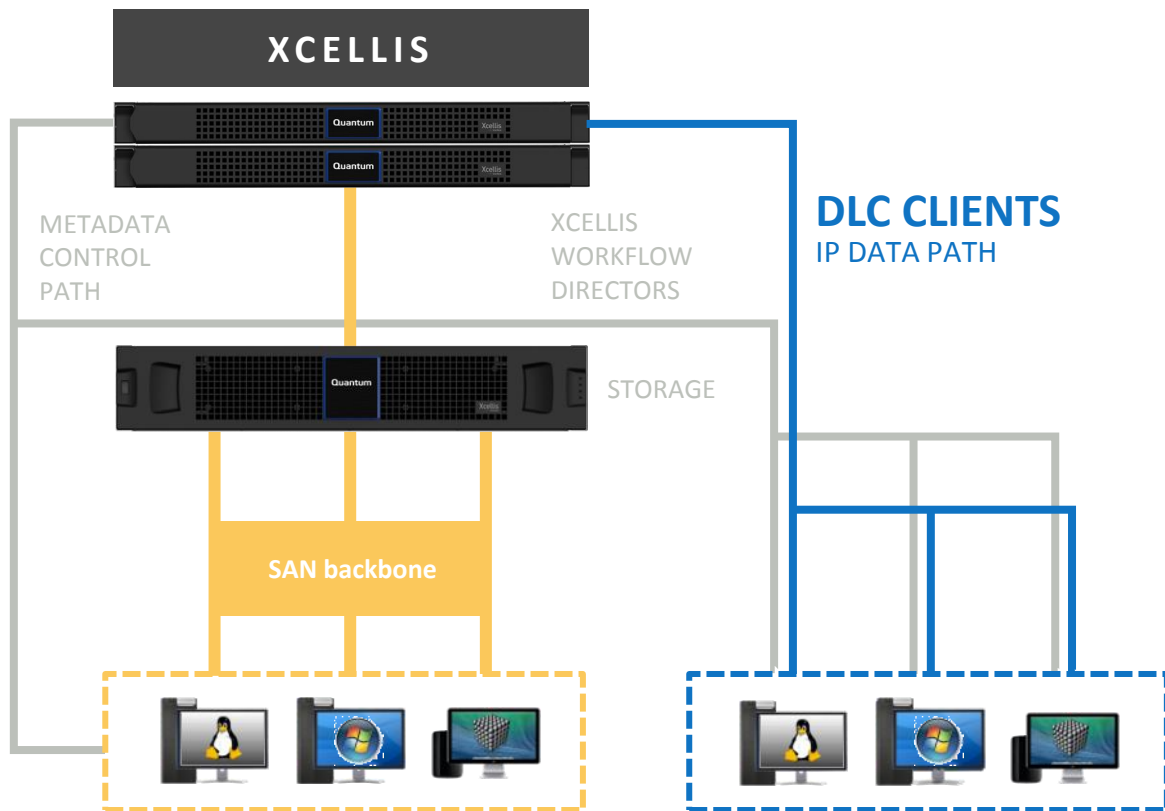 XCELLIS
Quantum
Xcellis
Quantum
Xcellis
METADATA
CONTROL
PATH
XCELLIS
WORKFLOW
DIRECTORS
DLC CLIENTS
IP DATA PATH
Quantum
Xcellis
STORAGE
SAN backbone